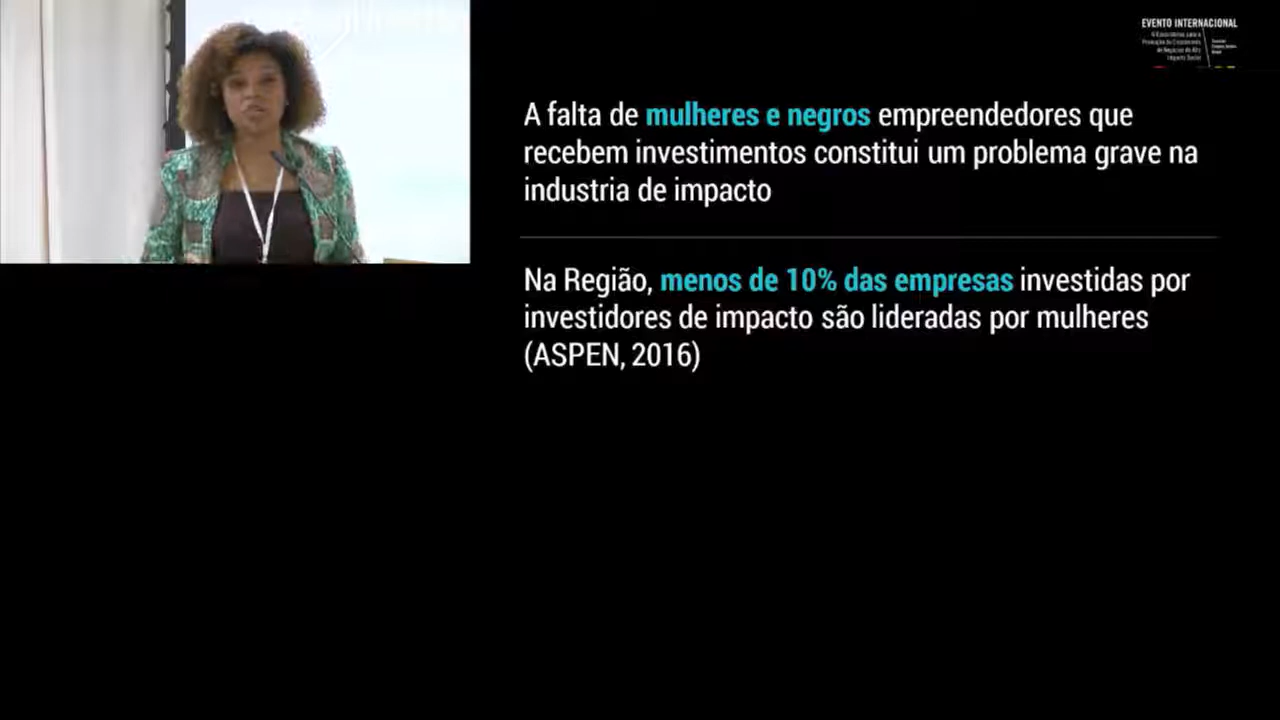 EVENTO INTERNACIONAL
A falta de mulheres e negros empreendedores que
recebem investimentos constitui um problema grave na
industria de impacto
Na Região, menos de 10% das empresas investidas por
investidores de impacto são lideradas por mulheres
(ASPEN, 2016)